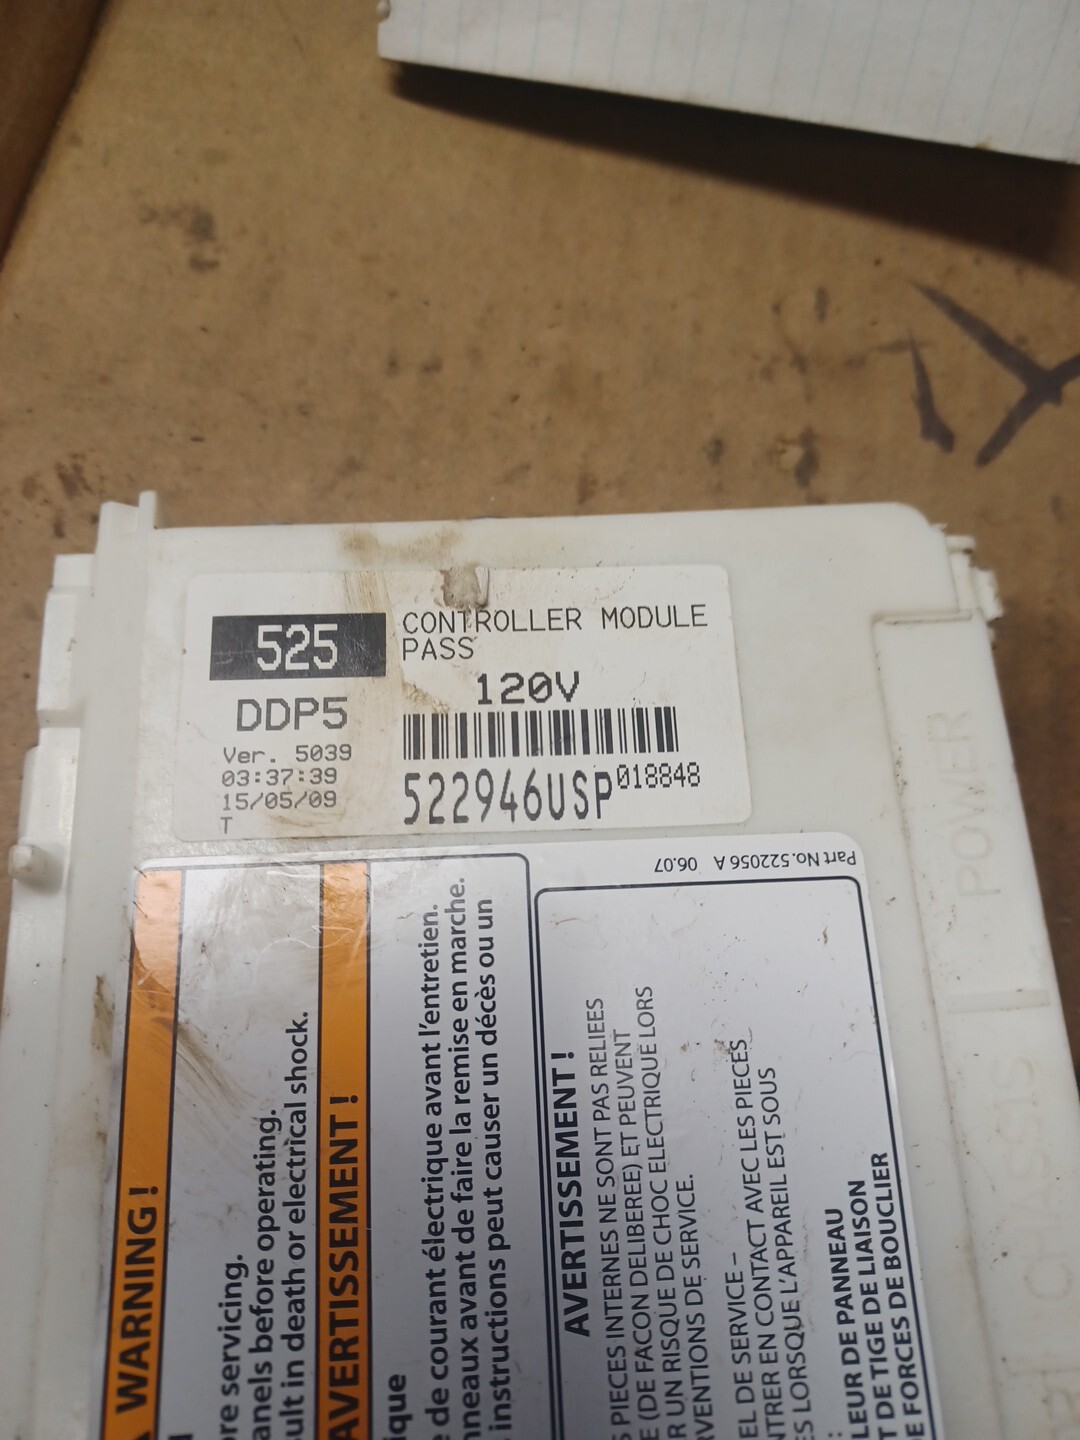 525
DDP5
Ver. 5039
03:37:39
15/05/09
T
CONTROLLER MODULE
PASS
120V
522946USP018848
Part No.522056 A 06.07
WARNING!
re servicing.
anels before operating.
sult in death or electrical shock.
AVERTISSEMENT!
ique
e de courant électrique avant l'entretien.
nneaux avant de faire la remise en marche.
instructions peut causer un décès ou un
AVERTISSEMENT!
PIECES INTERNES NE SONT PAS RELIEES
E (DE FACON DELIBEREE) ET PEUVENT
R UN RISQUE DE CHOC ELECTRIQUE LORS
RVENTIONS DE SERVICE.
EL DE SERVICE –
NTRER EN CONTACT AVEC LES PIECES
ES LORSQUE L'APPAREIL EST SOUS
:
LEUR DE PANNEAU
T DE TIGE DE LIAISON
E FORCES DE BOUCLIER
POWER
CHASSIS